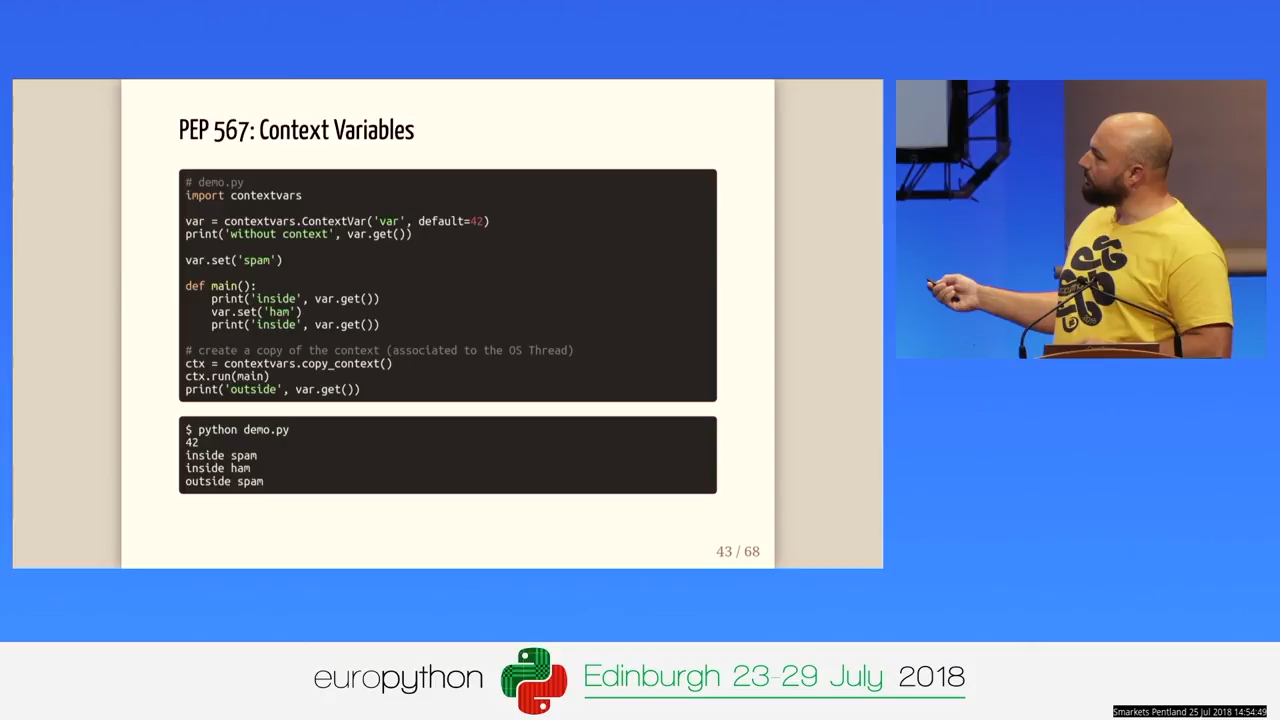 PEP 567: Context Variables
# demo.py
import contextvars
var = contextvars.ContextVar('var', default=42)
print('without context', var.get())
var.set('spam')
def main():
    print('inside', var.get())
    var.set('ham')
    print('inside', var.get())
# create a copy of the context (associated to the OS Thread)
ctx = contextvars.copy_context()
ctx.run(main)
print('outside', var.get())
$ python demo.py
42
inside spam
inside ham
outside spam
43 / 68
europython Edinburgh 23-29 July 2018
Smarkets Pentland 25 Jul 2018 14:54:49